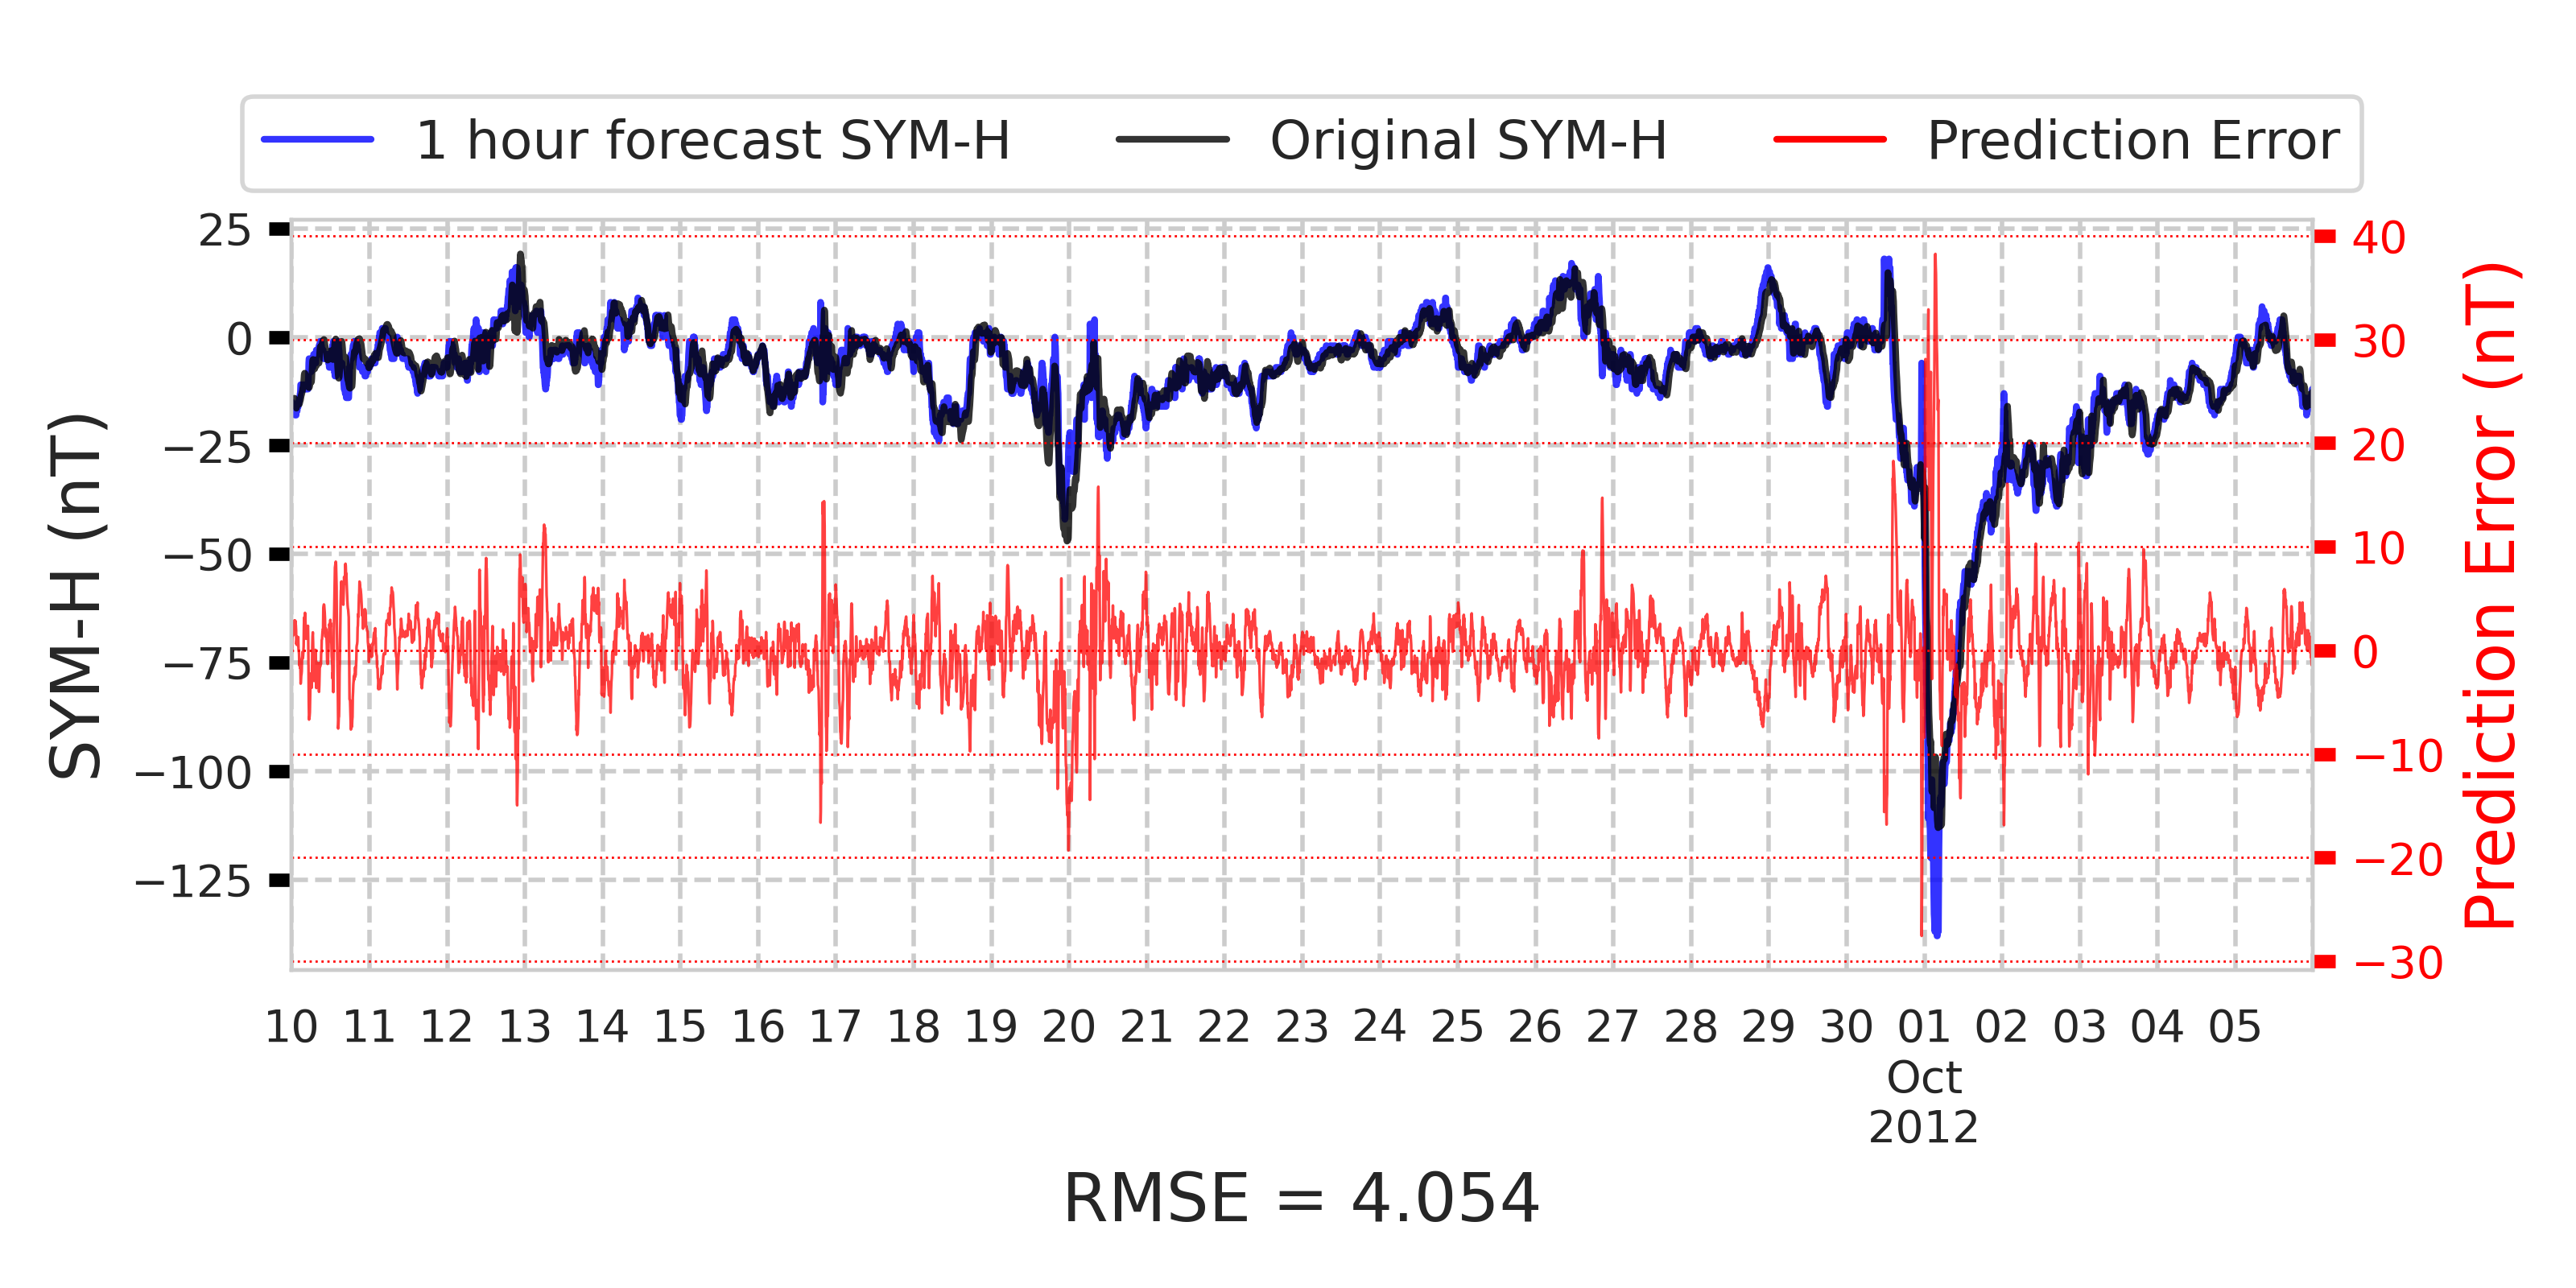 1 hour forecast SYM-H Original SYM-H Prediction Error
25
0
−25
−50
−75
−100
−125
SYM-H (nT)
40
30
20
10
0
−10
−20
−30
Prediction Error (nT)
10 11 12 13 14 15 16 17 18 19 20 21 22 23 24 25 26 27 28 29 30 01 02 03 04 05
Oct
2012
RMSE = 4.054